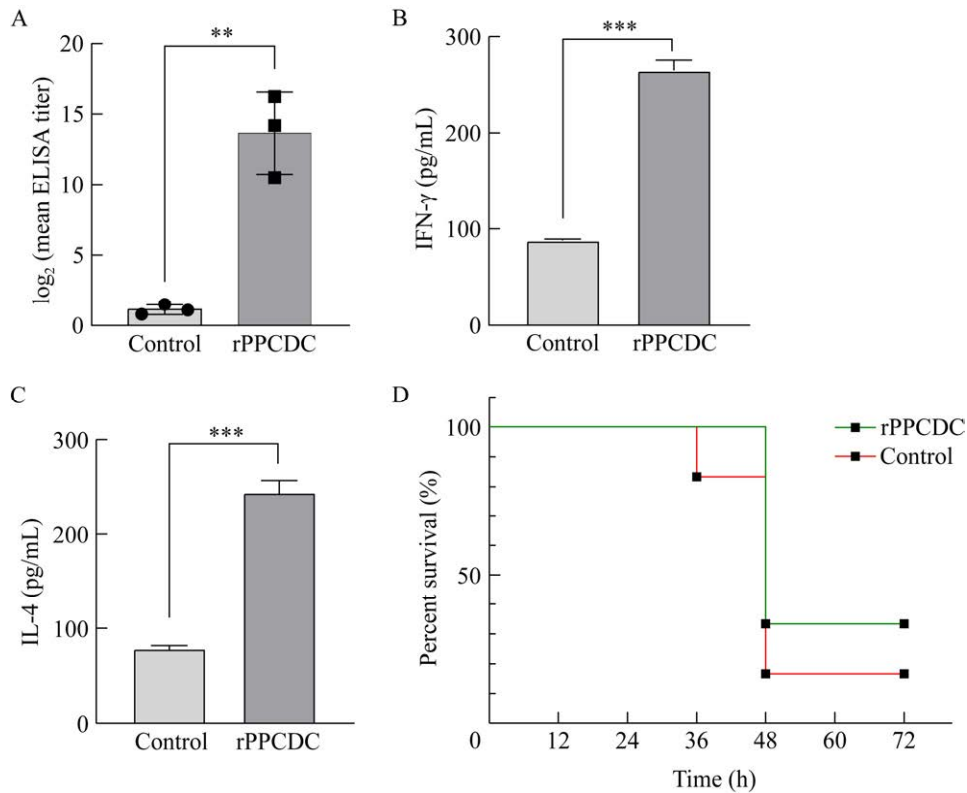 A
**
20
15
10
5
0
log₂ (mean ELISA titer)
Control
rPPCDC
B
***
300
200
100
0
IFN-γ (pg/mL)
Control
rPPCDC
C
***
300
200
100
0
IL-4 (pg/mL)
Control
rPPCDC
D
100
50
Percent survival (%)
rPPCDC
Control
0
12
24
36
48
60
72
Time (h)